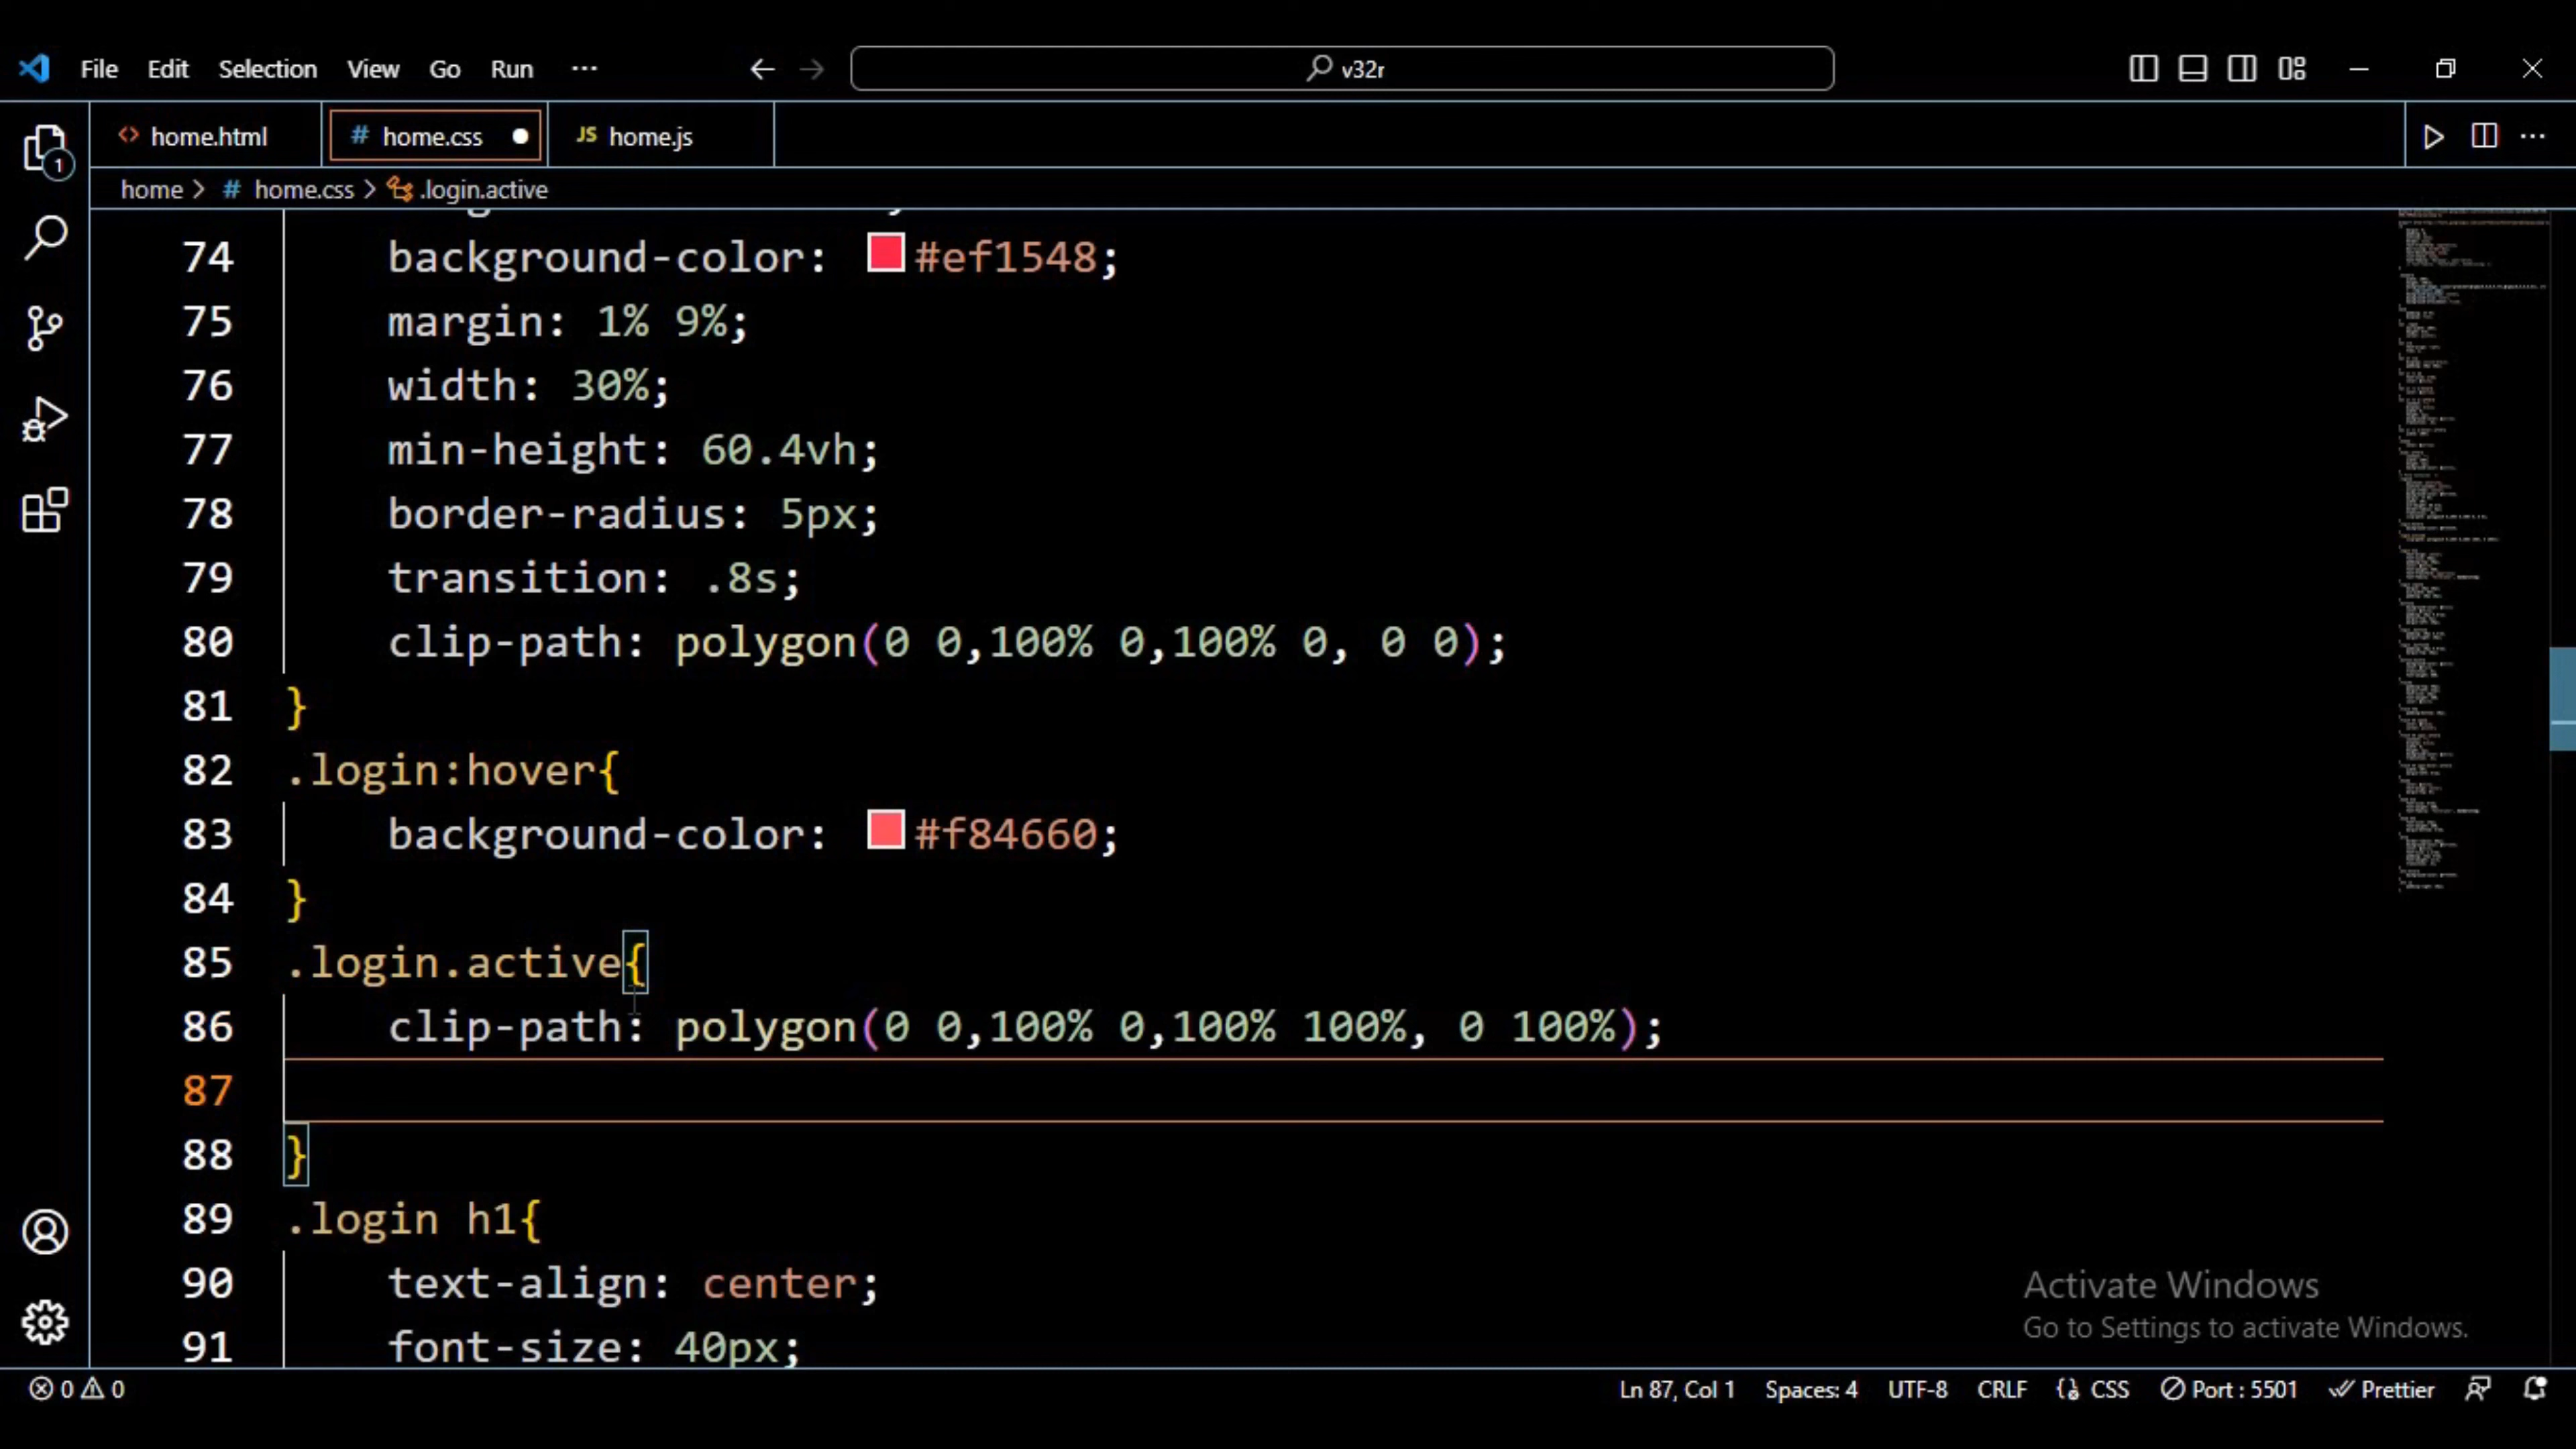 File Edit Selection View Go Run ··· v32r
home.html # home.css JS home.js
home > # home.css > .login.active
74 background-color: #ef1548;
75 margin: 1% 9%;
76 width: 30%;
77 min-height: 60.4vh;
78 border-radius: 5px;
79 transition: .8s;
80 clip-path: polygon(0 0,100% 0,100% 0, 0 0);
81 }
82 .login:hover{
83 background-color: #f84660;
84 }
85 .login.active{
86 clip-path: polygon(0 0,100% 0,100% 100%, 0 100%);
87
88 }
89 .login h1{
90 text-align: center;
91 font-size: 40px;
1
Activate Windows
Go to Settings to activate Windows.
0 0 Ln 87, Col 1 Spaces: 4 UTF-8 CRLF CSS Port : 5501 Prettier